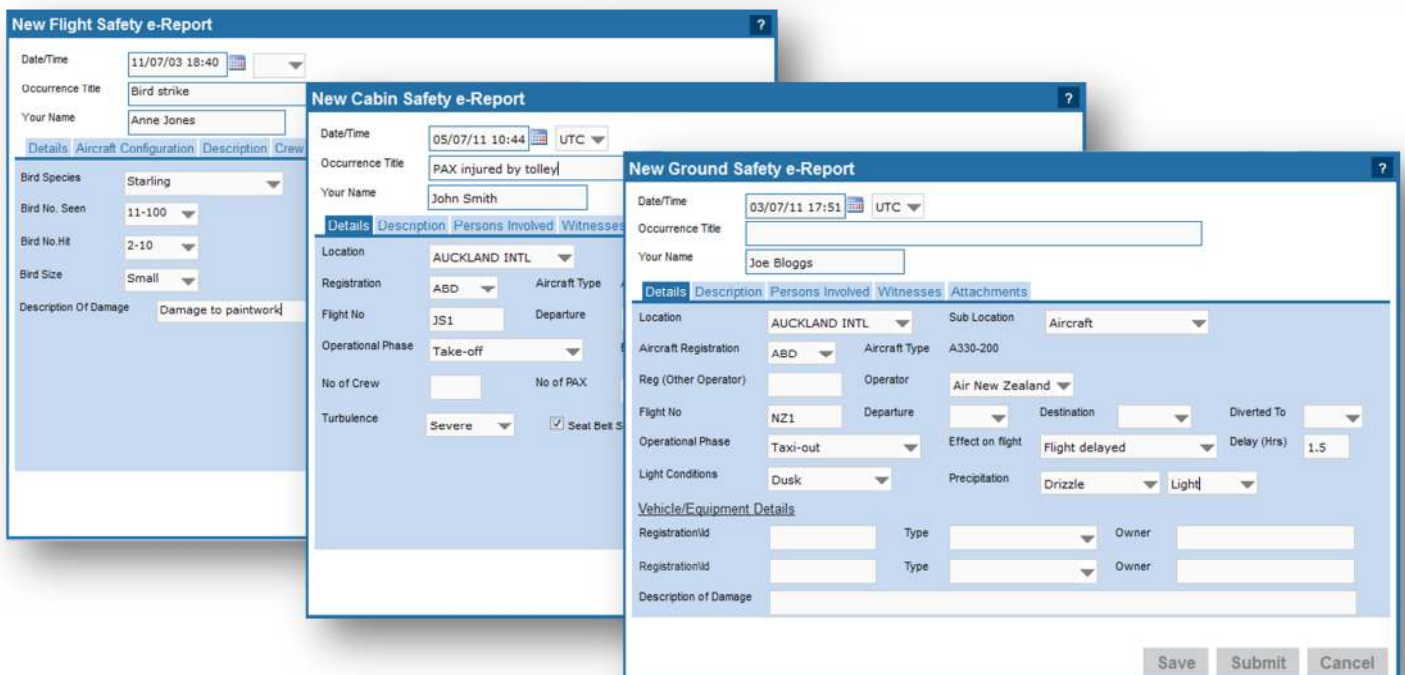 New Flight Safety e-Report ?
Date/Time 11/07/03 18:40
Occurrence Title Bird strike
Your Name Anne Jones
Details Aircraft Configuration Description Crew
Bird Species Starling
Bird No. Seen 11-100
Bird No.Hit 2-10
Bird Size Small
Description Of Damage Damage to paintwork
New Cabin Safety e-Report ?
Date/Time 05/07/11 10:44 UTC
Occurrence Title PAX injured by tolley
Your Name John Smith
Details Description Persons Involved Witnesses
Location AUCKLAND INTL
Registration ABD Aircraft Type
Flight No JS1 Departure
Operational Phase Take-off
No of Crew No of PAX
Turbulence Severe Seat Belt S
New Ground Safety e-Report ?
Date/Time 03/07/11 17:51 UTC
Occurrence Title
Your Name Joe Bloggs
Details Description Persons Involved Witnesses Attachments
Location AUCKLAND INTL Sub Location Aircraft
Aircraft Registration ABD Aircraft Type A330-200
Reg (Other Operator) Operator Air New Zealand
Flight No NZ1 Departure Destination Diverted To
Operational Phase Taxi-out Effect on flight Flight delayed Delay (Hrs) 1.5
Light Conditions Dusk Precipitation Drizzle Light
Vehicle/Equipment Details
Registration\Id Type Owner
Registration\Id Type Owner
Description of Damage
Save Submit Cancel